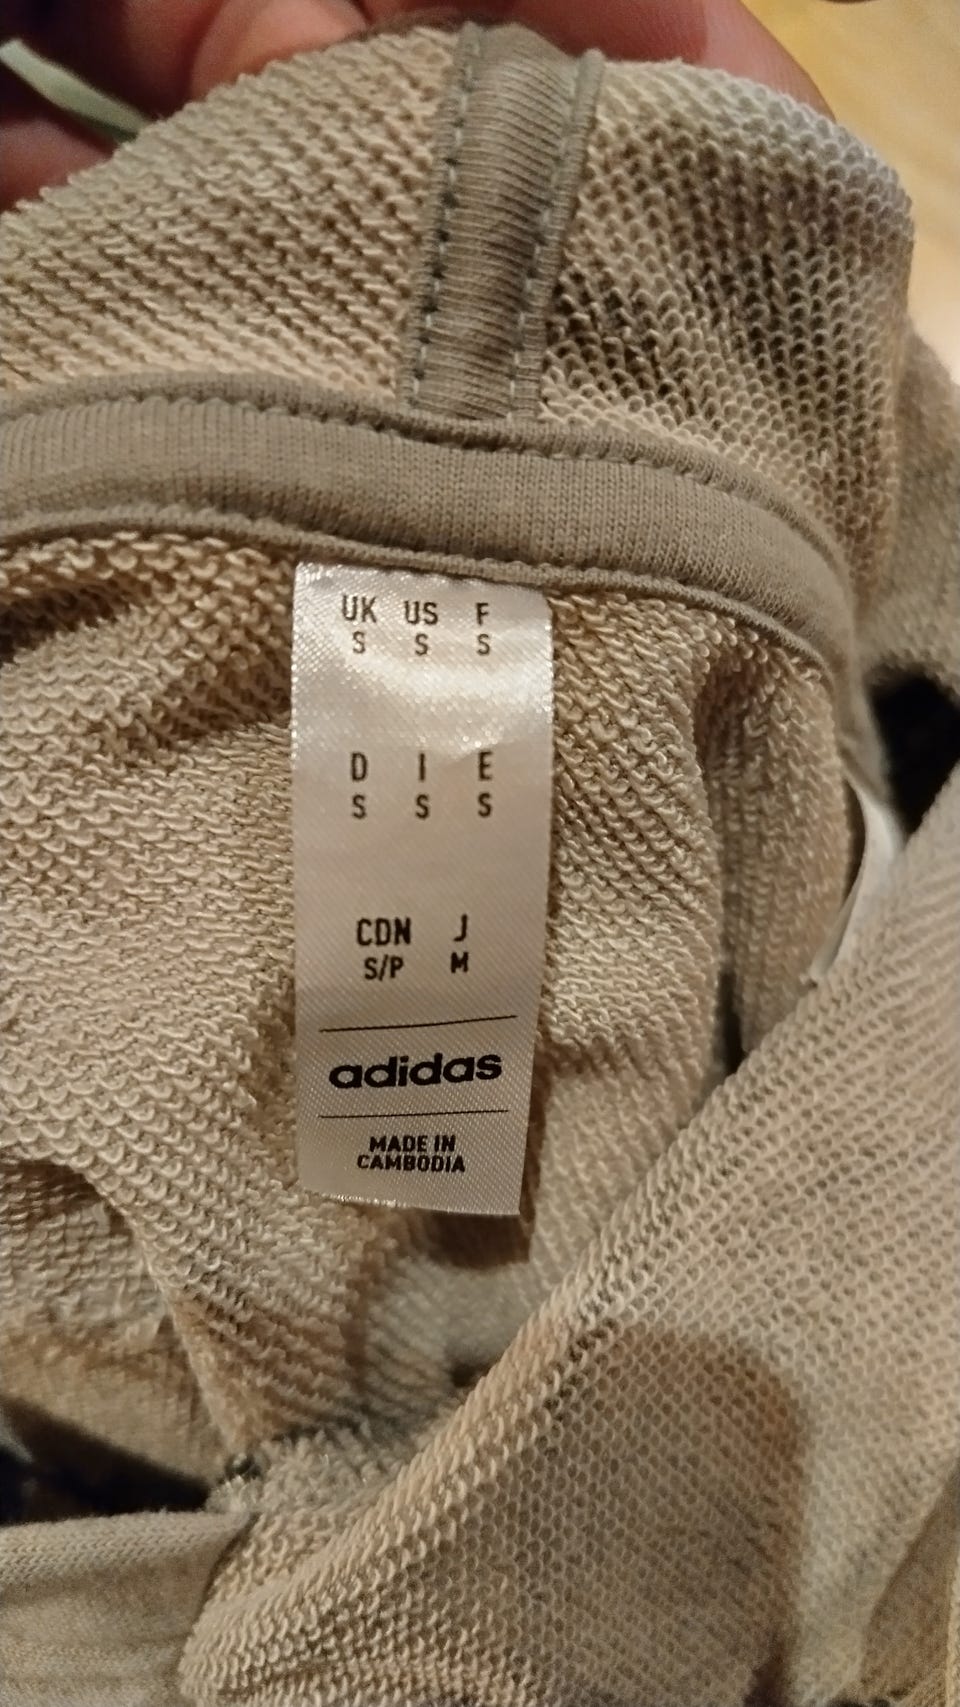 UK US F
S S S
D I E
S S S
CDN J
S/P M
adidas
MADE IN
CAMBODIA